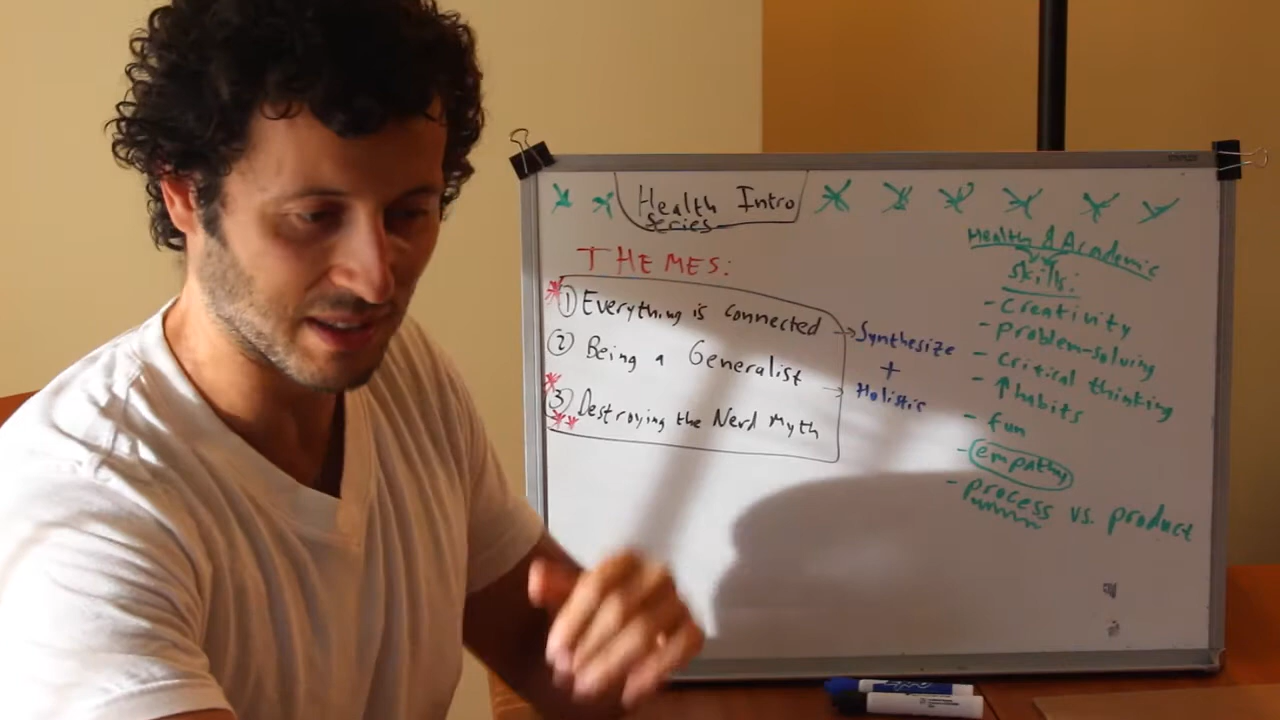 Health Intro
series
THEMES:
① Everything is connected
② Being a Generalist
③ Destroying the Nerd Myth
Synthesize
+
Holistic
Health & Academic
skills:
- Creativity
- problem-solving
- critical thinking
- ↑ habits
- fun
- empathy
- process vs. product